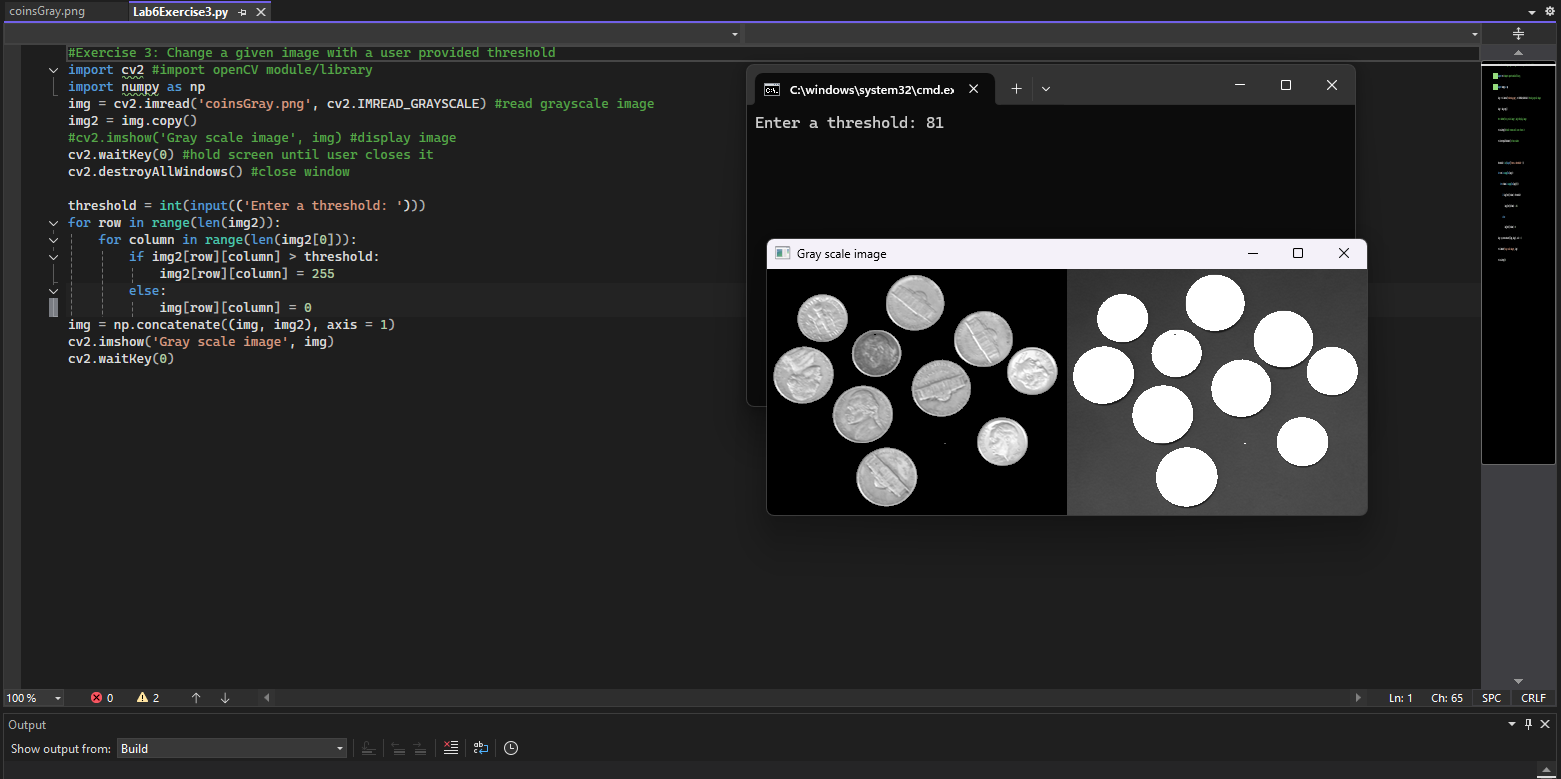 coinsGray.png Lab6Exercise3.py
#Exercise 3: Change a given image with a user provided threshold
import cv2 #import openCV module/library
import numpy as np
img = cv2.imread('coinsGray.png', cv2.IMREAD_GRAYSCALE) #read grayscale image
img2 = img.copy()
#cv2.imshow('Gray scale image', img) #display image
cv2.waitKey(0) #hold screen until user closes it
cv2.destroyAllWindows() #close window
threshold = int(input(('Enter a threshold: ')))
for row in range(len(img2)):
for column in range(len(img2[0])):
if img2[row][column] > threshold:
img2[row][column] = 255
else:
img[row][column] = 0
img = np.concatenate((img, img2), axis = 1)
cv2.imshow('Gray scale image', img)
cv2.waitKey(0)
C:\windows\system32\cmd.ex
Enter a threshold: 81
Gray scale image
100 % 0 2 Ln: 1 Ch: 65 SPC CRLF
Output
Show output from: Build